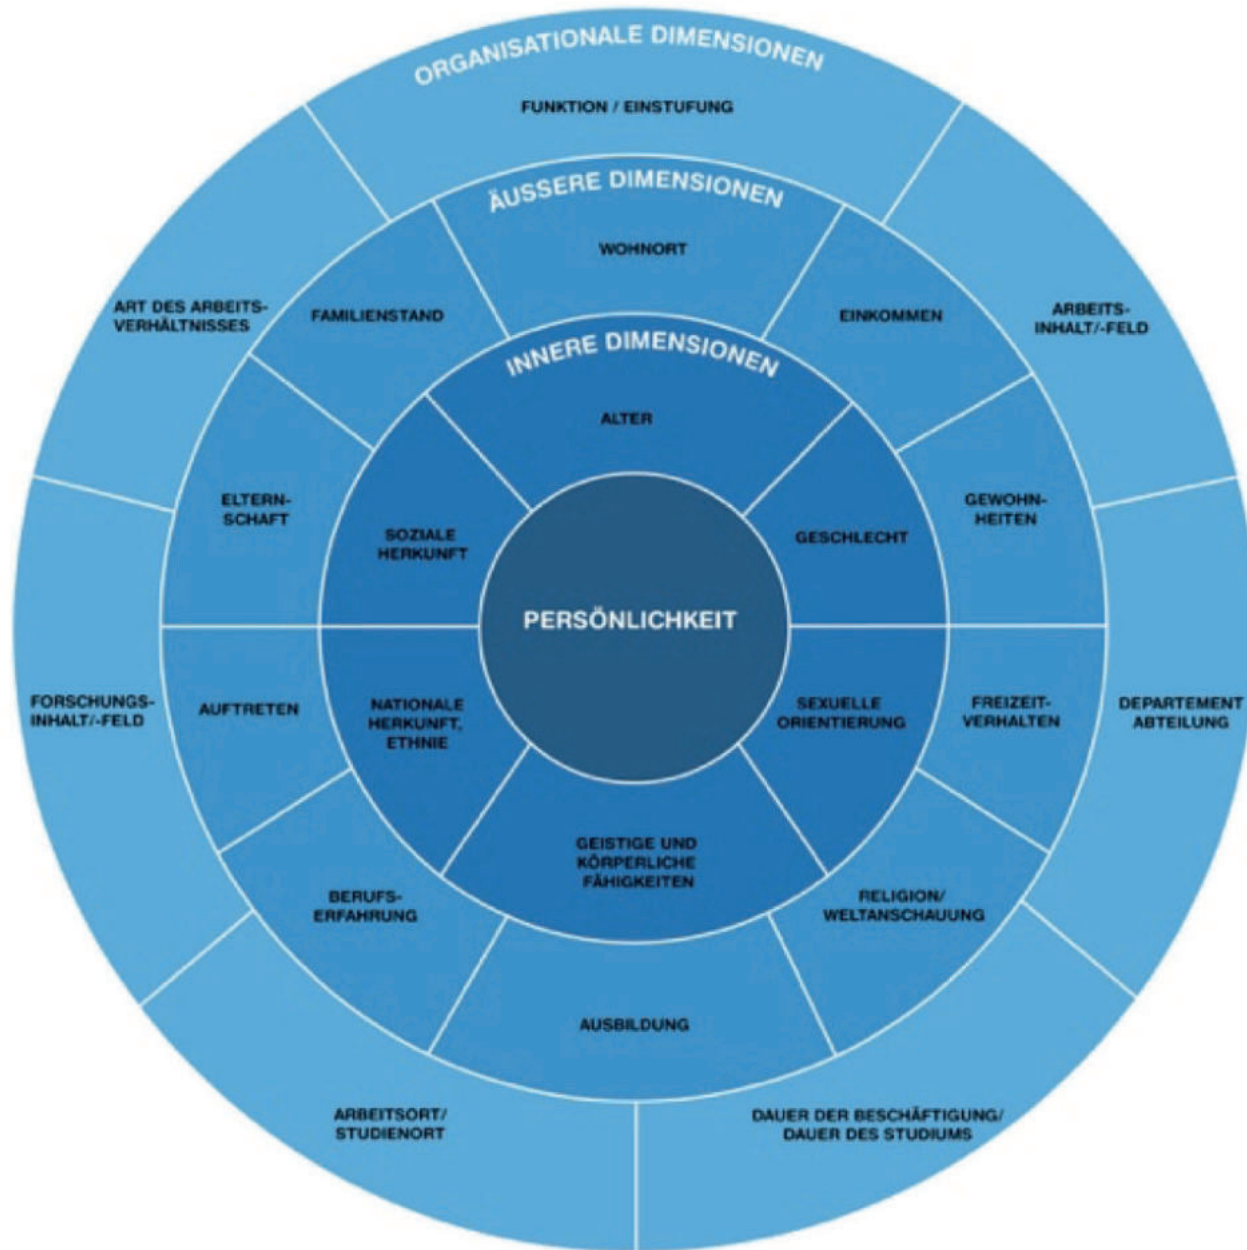 ORGANISATIONALE DIMENSIONEN
FUNKTION / EINSTUFUNG
ÄUSSERE DIMENSIONEN
WOHNORT
ART DES ARBEITS-
VERHÄLTNISSES
FAMILIENSTAND
EINKOMMEN
ARBEITS-
INHALT/-FELD
INNERE DIMENSIONEN
ALTER
ELTERN-
SCHAFT
SOZIALE
HERKUNFT
GESCHLECHT
GEWOHN-
HEITEN
PERSÖNLICHKEIT
FORSCHUNGS-
INHALT/-FELD
AUFTRETEN
NATIONALE
HERKUNFT,
ETHNIE
SEXUELLE
ORIENTIERUNG
FREIZEIT-
VERHALTEN
DEPARTEMENT
ABTEILUNG
GEISTIGE UND
KÖRPERLICHE
FÄHIGKEITEN
BERUFS-
ERFAHRUNG
RELIGION/
WELTANSCHAUUNG
AUSBILDUNG
ARBEITSORT/
STUDIENORT
DAUER DER BESCHÄFTIGUNG/
DAUER DES STUDIUMS